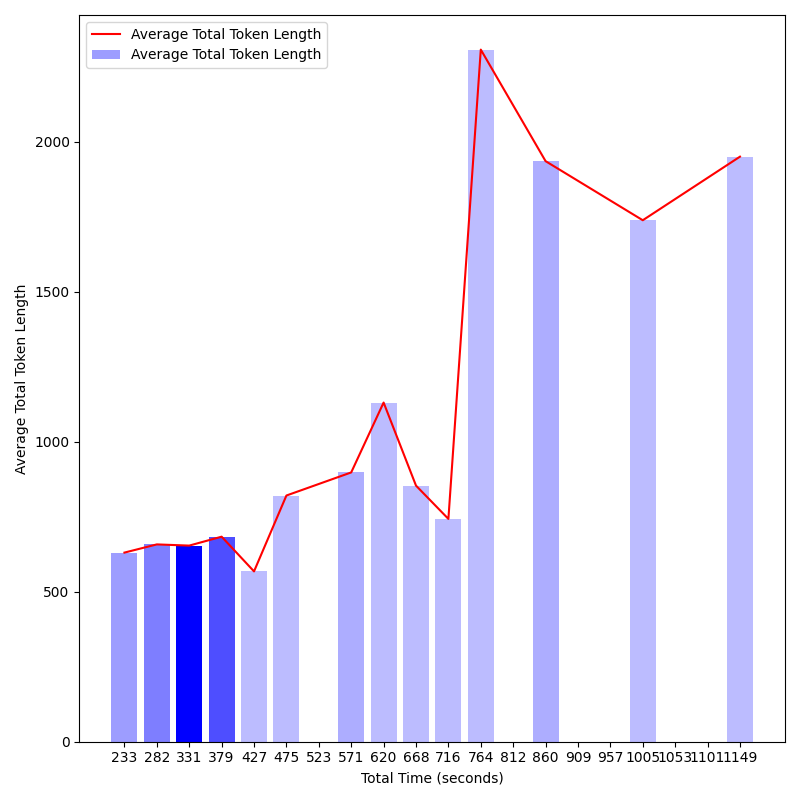 Average Total Token Length
Average Total Token Length
Average Total Token Length
2000
1500
1000
500
0
233 282 331 379 427 475 523 571 620 668 716 764 812 860 909 957 1005 1053 1101 1149
Total Time (seconds)